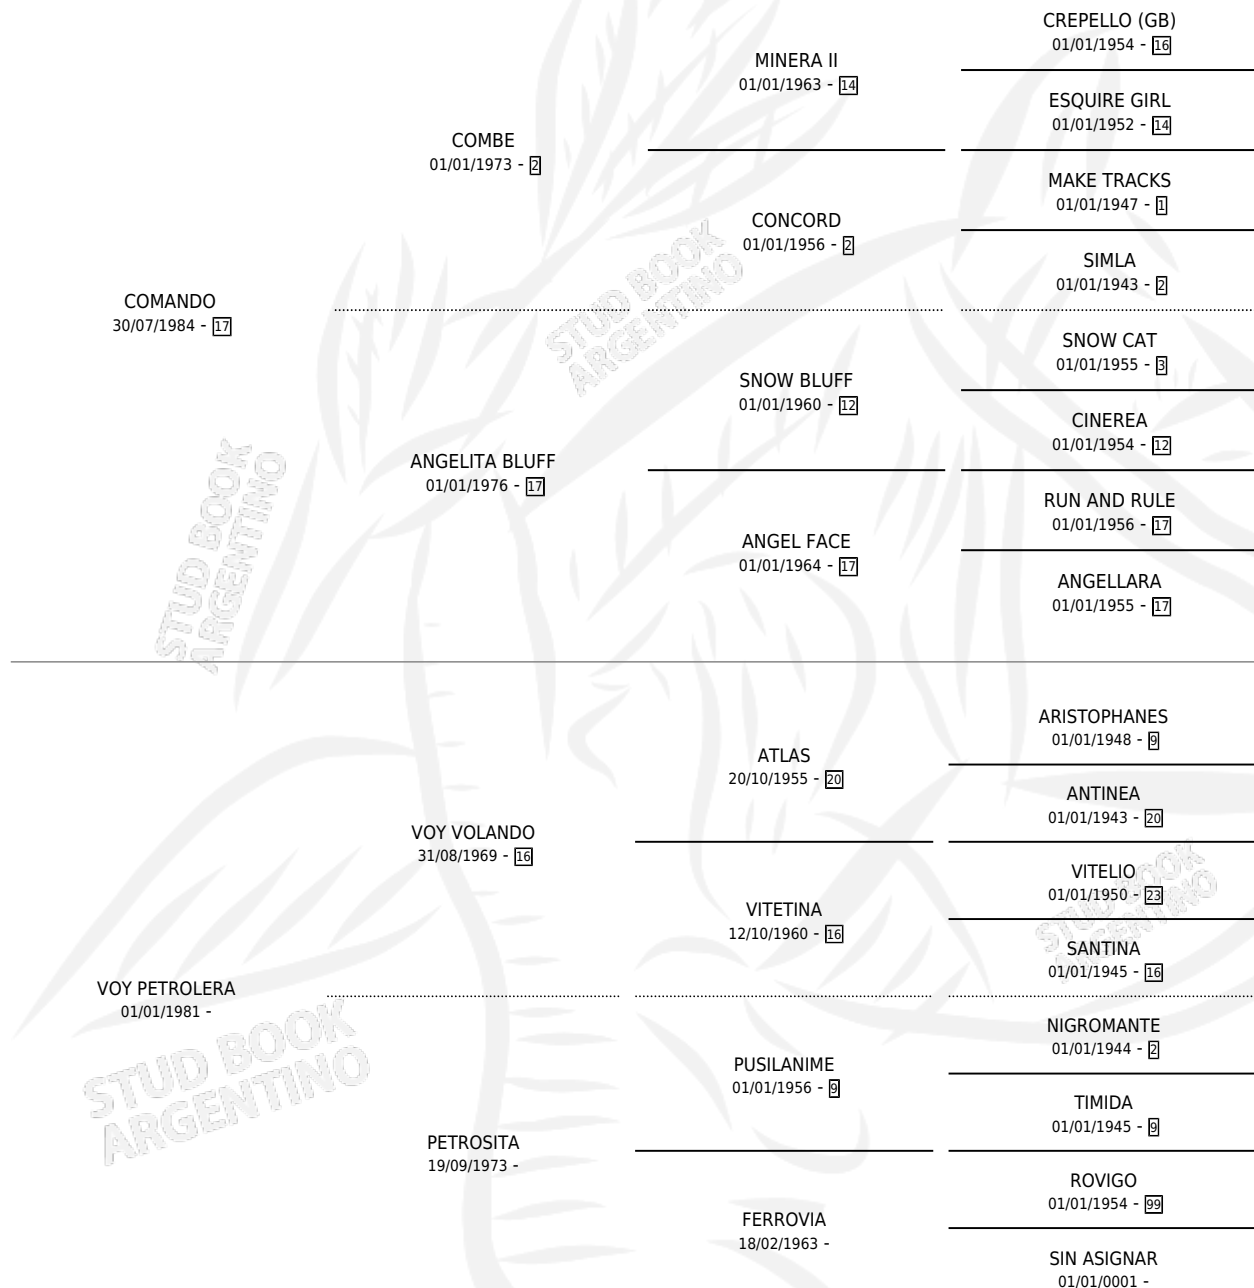 CREPELLO (GB)
01/01/1954 - 16
MINERA II
01/01/1963 - 14
ESQUIRE GIRL
01/01/1952 - 14
COMBE
01/01/1973 - 2
MAKE TRACKS
01/01/1947 - 1
CONCORD
01/01/1956 - 2
SIMLA
01/01/1943 - 2
COMANDO
30/07/1984 - 17
SNOW CAT
01/01/1955 - 3
SNOW BLUFF
01/01/1960 - 12
CINEREA
01/01/1954 - 12
ANGELITA BLUFF
01/01/1976 - 17
RUN AND RULE
01/01/1956 - 17
ANGEL FACE
01/01/1964 - 17
ANGELLARA
01/01/1955 - 17
ARISTOPHANES
01/01/1948 - 9
ATLAS
20/10/1955 - 20
ANTINEA
01/01/1943 - 20
VOY VOLANDO
31/08/1969 - 16
VITELIO
01/01/1950 - 23
VITETINA
12/10/1960 - 16
SANTINA
01/01/1945 - 16
VOY PETROLERA
01/01/1981 -
NIGROMANTE
01/01/1944 - 2
PUSILANIME
01/01/1956 - 9
TIMIDA
01/01/1945 - 9
PETROSITA
19/09/1973 -
ROVIGO
01/01/1954 - 99
FERROVIA
18/02/1963 -
SIN ASIGNAR
01/01/0001 -
STUD BOOK
ARGENTINO
STUD BOOK
ARGENTINO
STUD BOOK
ARGENTINO
STUD BOOK
ARGENTINO